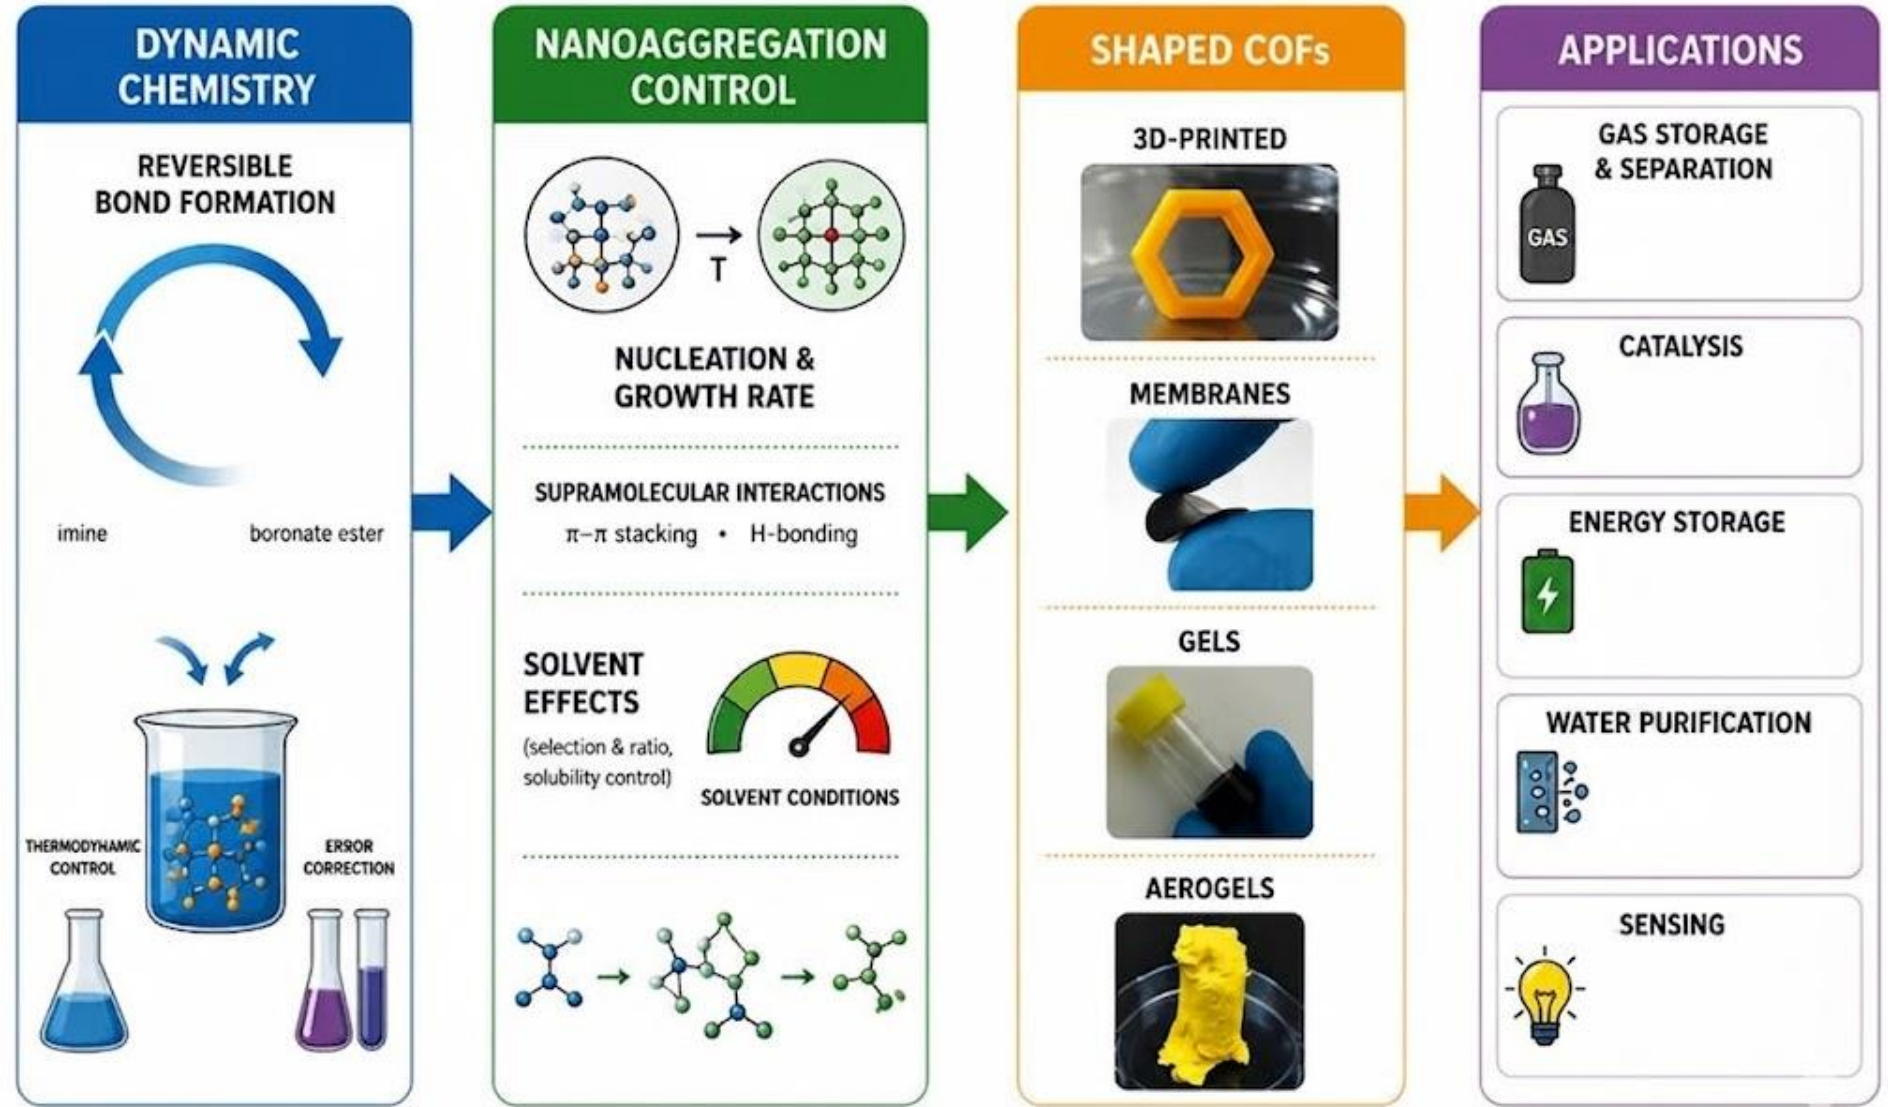 DYNAMIC
CHEMISTRY
REVERSIBLE
BOND FORMATION
imine
boronate ester
THERMODYNAMIC
CONTROL
ERROR
CORRECTION
NANOAGGREGATION
CONTROL
T
NUCLEATION &
GROWTH RATE
SUPRAMOLECULAR INTERACTIONS
π–π stacking • H-bonding
SOLVENT
EFFECTS
(selection & ratio,
solubility control)
SOLVENT CONDITIONS
SHAPED COFs
3D-PRINTED
MEMBRANES
GELS
AEROGELS
APPLICATIONS
GAS STORAGE
& SEPARATION
GAS
CATALYSIS
ENERGY STORAGE
WATER PURIFICATION
SENSING